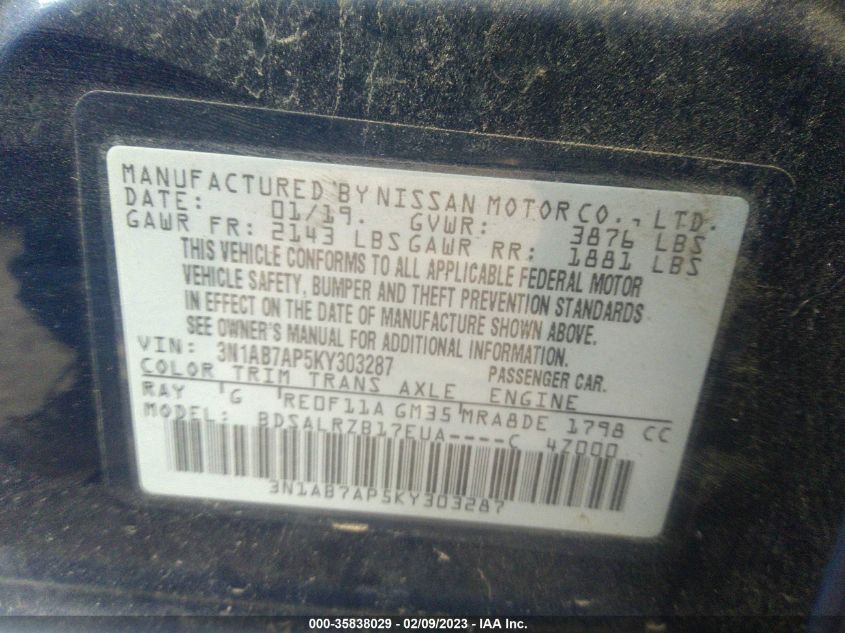 MANUFACTURED BY NISSAN MOTOR CO., LTD.
DATE: 01/19. GVWR: 3876 LBS
GAWR FR: 2143 LBS GAWR RR: 1881 LBS
THIS VEHICLE CONFORMS TO ALL APPLICABLE FEDERAL MOTOR
VEHICLE SAFETY, BUMPER AND THEFT PREVENTION STANDARDS
IN EFFECT ON THE DATE OF MANUFACTURE SHOWN ABOVE.
SEE OWNER'S MANUAL FOR ADDITIONAL INFORMATION.
VIN: 3N1AB7AP5KY303287 PASSENGER CAR.
COLOR TRIM TRANS AXLE ENGINE
RAY G RE0F11A GM35 MRA8DE 1798 CC
MODEL: BDSALRZB17EUA----C 4Z000
3N1AB7AP5KY303287
000-35838029 - 02/09/2023 - IAA Inc.